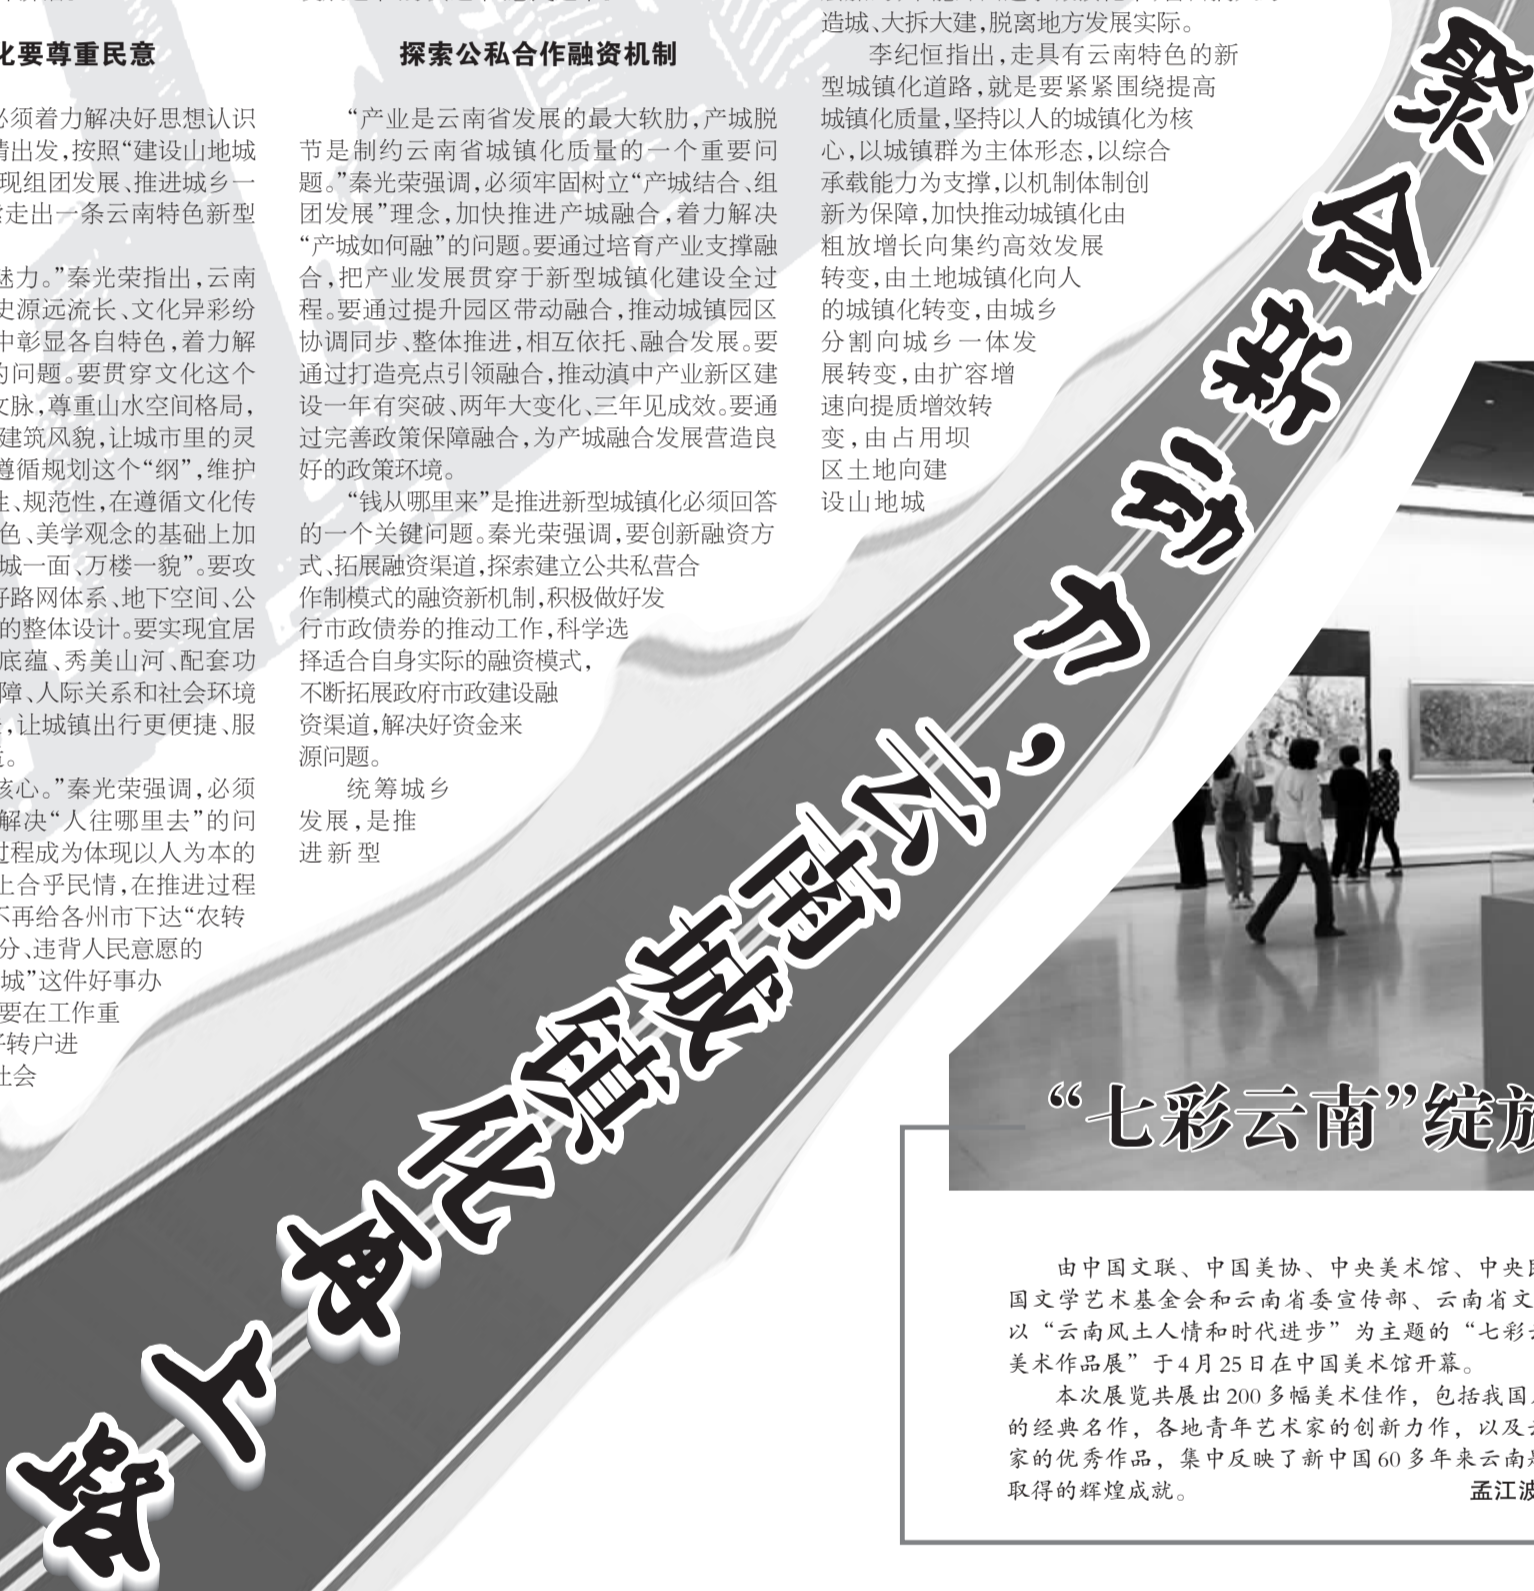 化要尊重民意
必须着力解决好思想认识
情出发，按照“建设山地城
现组团发展、推进城乡一
走出一条云南特色新型
魅力。”秦光荣指出，云南
史源远流长、文化异彩纷
中彰显各自特色，着力解
的问题。要贯穿文化这个
文脉，尊重山水空间格局，
建筑风貌，让城市里的灵
遵循规划这个“纲”，维护
性、规范性，在遵循文化传
色、美学观念的基础上加
城一面、万楼一貌”。要攻
好路网体系、地下空间、公
的整体设计。要实现宜居
底蕴、秀美山河、配套功
障、人际关系和社会环境
，让城镇出行更便捷、服
。
核心。”秦光荣强调，必须
解决“人往哪里去”的问
过程成为体现以人为本的
上合乎民情，在推进过程
不再给各州市下达“农转
分、违背人民意愿的
城”这件好事办
要在工作重
转户进
社会
探索公私合作融资机制
“产业是云南省发展的最大软肋，产城脱
节是制约云南省城镇化质量的一个重要问
题。”秦光荣强调，必须牢固树立“产城结合、组
团发展”理念，加快推进产城融合，着力解决
“产城如何融”的问题。要通过培育产业支撑融
合，把产业发展贯穿于新型城镇化建设全过
程。要通过提升园区带动融合，推动城镇园区
协调同步、整体推进，相互依托、融合发展。要
通过打造亮点引领融合，推动滇中产业新区建
设一年有突破、两年大变化、三年见成效。要通
过完善政策保障融合，为产城融合发展营造良
好的政策环境。
“钱从哪里来”是推进新型城镇化必须回答
的一个关键问题。秦光荣强调，要创新融资方
式、拓展融资渠道，探索建立公共私营合
作制模式的融资新机制，积极做好发
行市政债券的推动工作，科学选
择适合自身实际的融资模式，
不断拓展政府市政建设融
资渠道，解决好资金来
源问题。
统筹城乡
发展，是推
进新型
造城、大拆大建，脱离地方发展实际。
李纪恒指出，走具有云南特色的新
型城镇化道路，就是要紧紧围绕提高
城镇化质量，坚持以人的城镇化为核
心，以城镇群为主体形态，以综合
承载能力为支撑，以机制体制创
新为保障，加快推动城镇化由
粗放增长向集约高效发展
转变，由土地城镇化向人
的城镇化转变，由城乡
分割向城乡一体发
展转变，由扩容增
速向提质增效转
变，由占用坝
区土地向建
设山地城
聚合新动力，云南城镇化再上路
“七彩云南”绽放
由中国文联、中国美协、中央美术馆、中央民
国文学艺术基金会和云南省委宣传部、云南省文
以“云南风土人情和时代进步”为主题的“七彩云
美术作品展”于4月25日在中国美术馆开幕。
本次展览共展出200多幅美术佳作，包括我国
的经典名作，各地青年艺术家的创新力作，以及云
家的优秀作品，集中反映了新中国60多年来云南
取得的辉煌成就。
孟江波